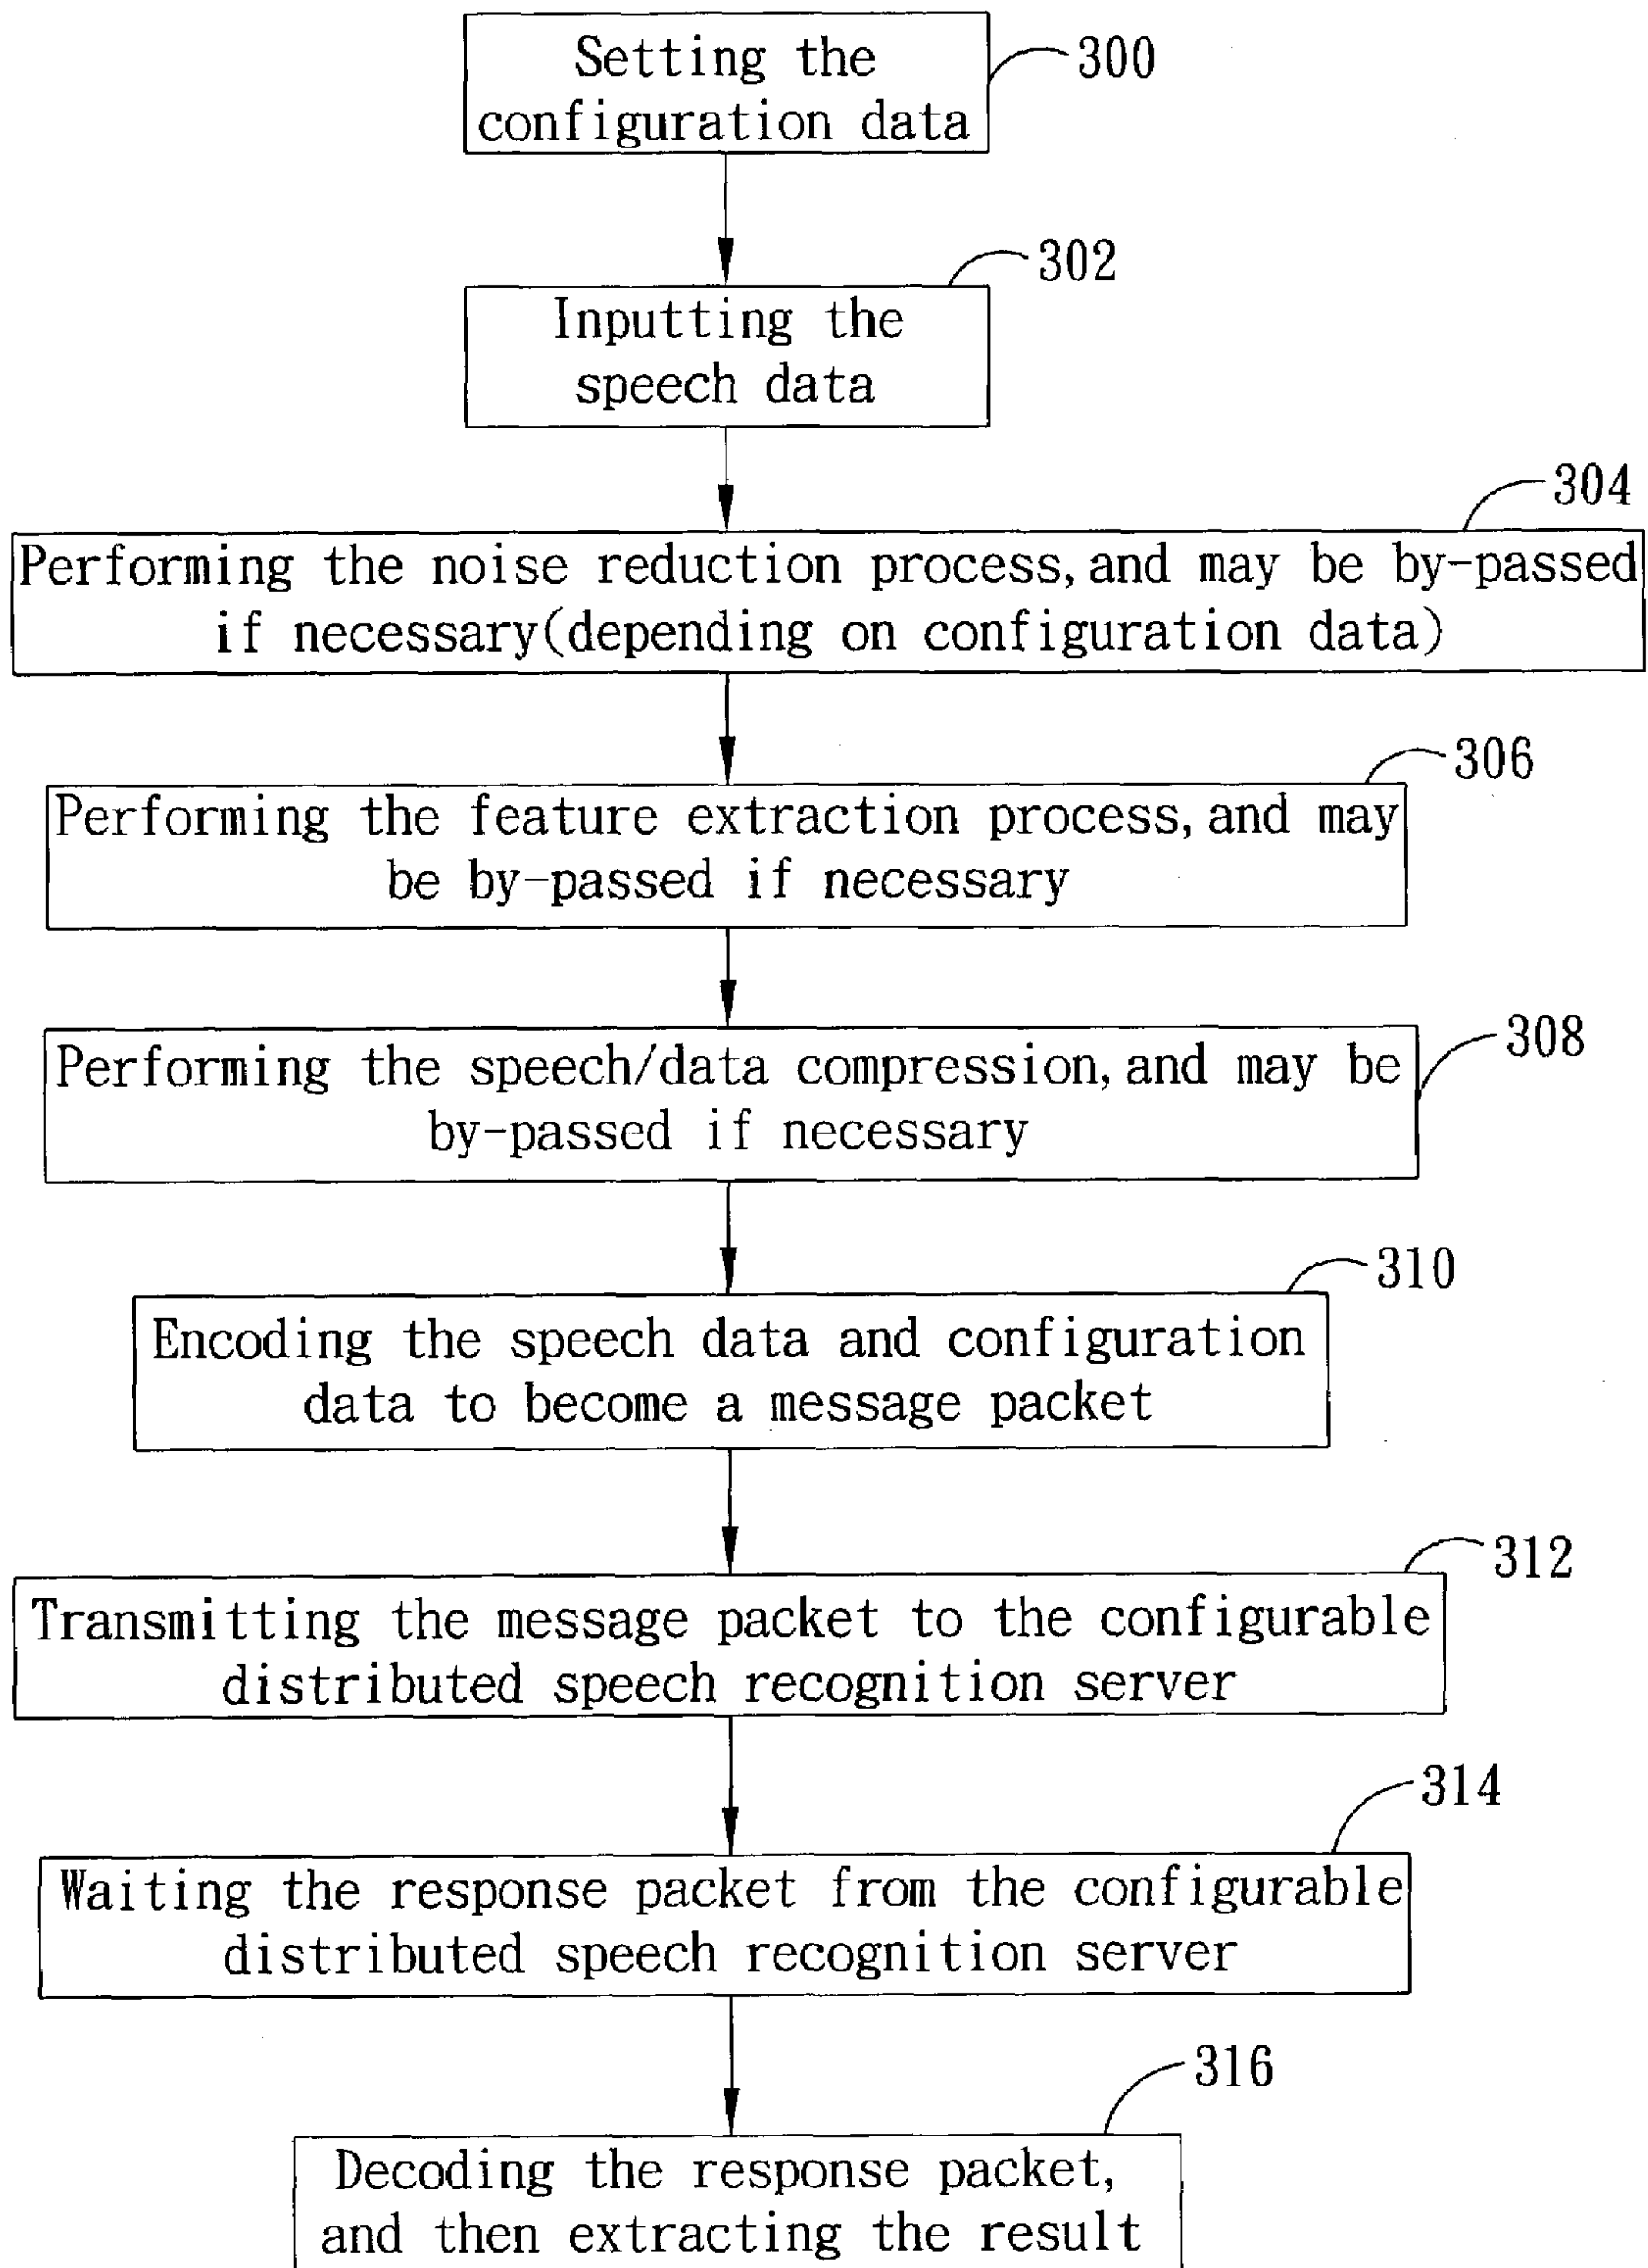 Setting the
configuration data
300
302
Inputting the
speech data
304
Performing the noise reduction process, and may be by-passed
if necessary(depending on configuration data)
306
Performing the feature extraction process, and may
be by-passed if necessary
308
Performing the speech/data compression, and may be
by-passed if necessary
310
Encoding the speech data and configuration
data to become a message packet
312
Transmitting the message packet to the configurable
distributed speech recognition server
314
Waiting the response packet from the configurable
distributed speech recognition server
316
Decoding the response packet,
and then extracting the result